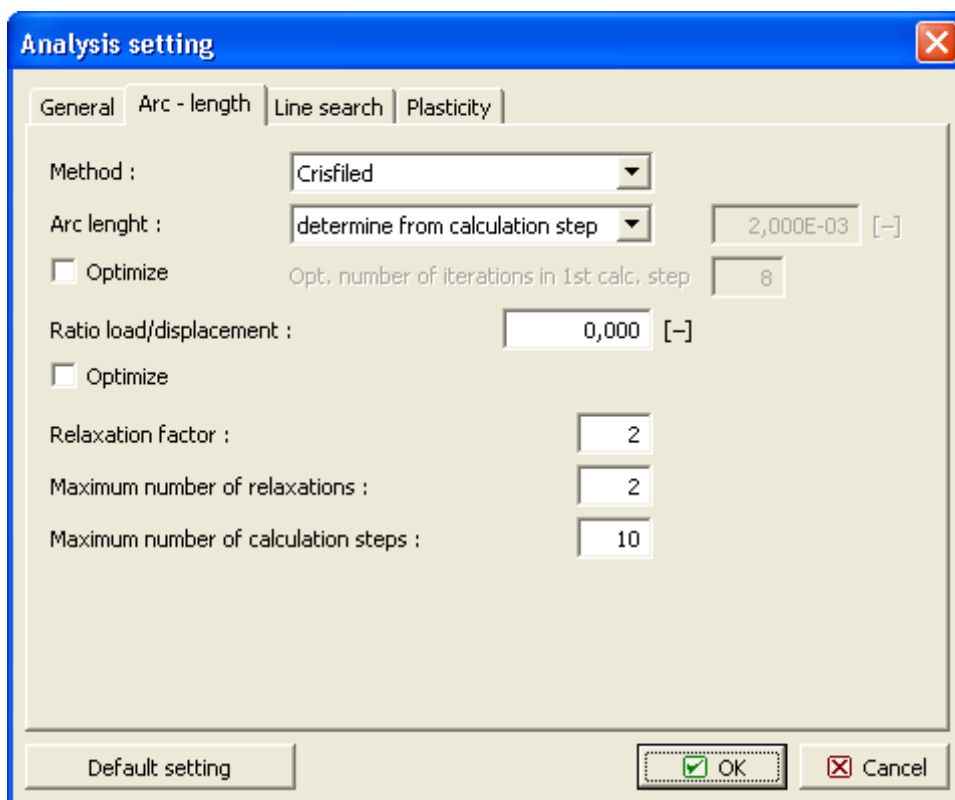 Analysis setting
General Arc - length Line search Plasticity
Method : Crisfiled
Arc lenght : determine from calculation step 2,000E-03 [–]
Optimize Opt. number of iterations in 1st calc. step 8
Ratio load/displacement : 0,000 [–]
Optimize
Relaxation factor : 2
Maximum number of relaxations : 2
Maximum number of calculation steps : 10
Default setting OK Cancel